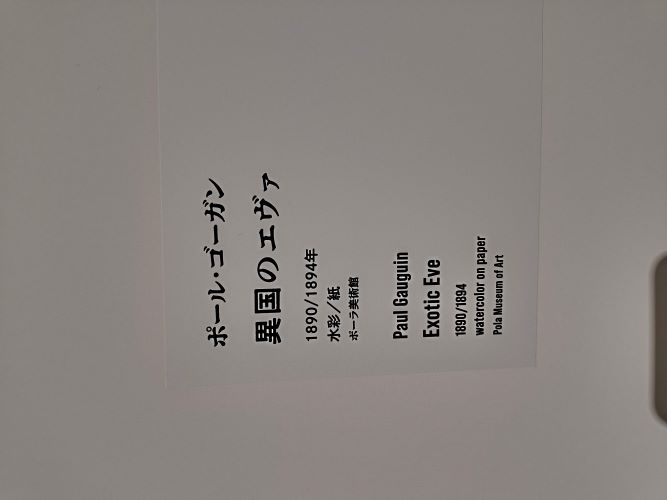 ポール・ゴーガン
異国のエヴァ
1890/1894年
水彩／紙
ポーラ美術館
Paul Gauguin
Exotic Eve
1890/1894
watercolor on paper
Pola Museum of Art